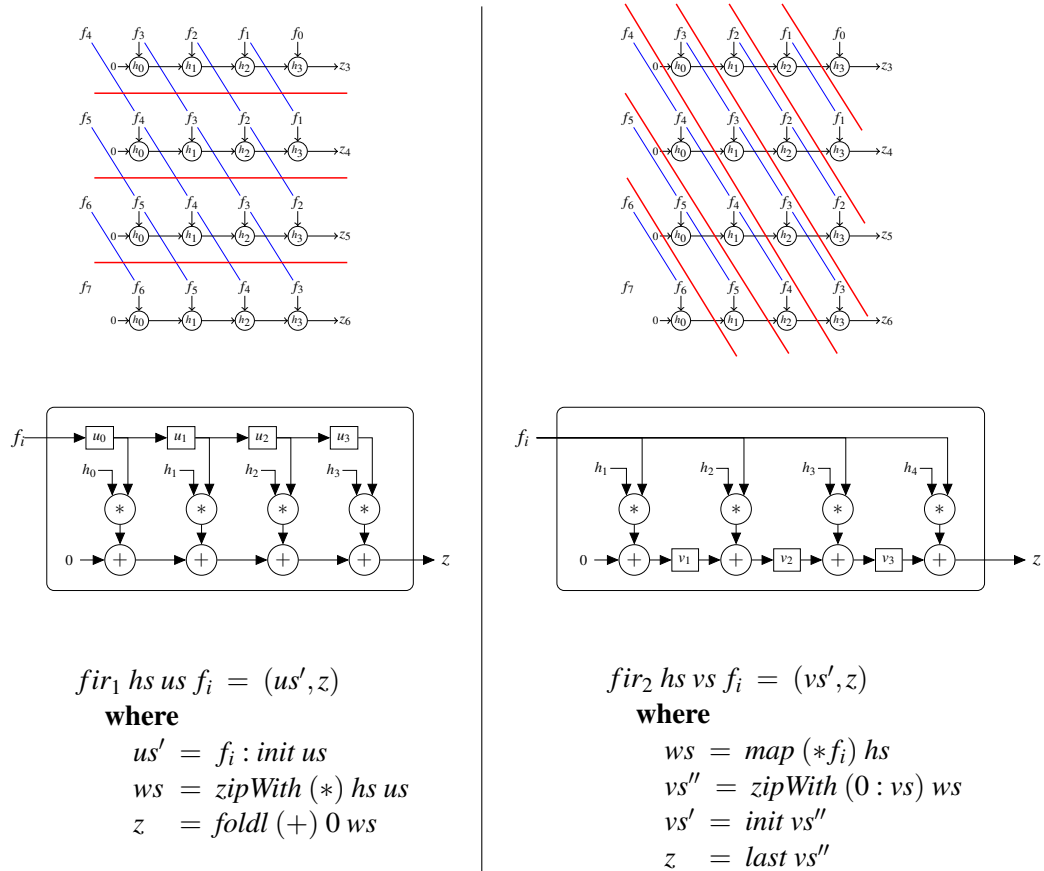 f4 f3 f2 f1 f0
0 h0 h1 h2 h3 z3
f5 f4 f3 f2 f1
0 h0 h1 h2 h3 z4
f6 f5 f4 f3 f2
0 h0 h1 h2 h3 z5
f7 f6 f5 f4 f3
0 h0 h1 h2 h3 z6
fi u0 u1 u2 u3
h0 h1 h2 h3
* * * *
0 + + + + z
fir1 hs us fi = (us′, z)
where
us′ = fi : init us
ws = zipWith (∗) hs us
z = foldl (+) 0 ws
f4 f3 f2 f1 f0
0 h0 h1 h2 h3 z3
f5 f4 f3 f2 f1
0 h0 h1 h2 h3 z4
f6 f5 f4 f3 f2
0 h0 h1 h2 h3 z5
f7 f6 f5 f4 f3
0 h0 h1 h2 h3 z6
fi
h1 h2 h3 h4
* * * *
0 + v1 + v2 + v3 + z
fir2 hs vs fi = (vs′, z)
where
ws = map (∗fi) hs
vs′′ = zipWith (0 : vs) ws
vs′ = init vs′′
z = last vs′′